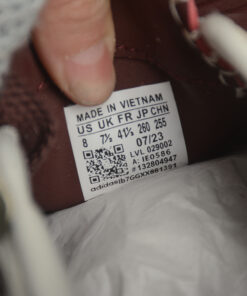 MADE IN VIETNAM
US UK FR JP CHN
8 7½ 41⅓ 260 255
07/23
LVL 029002
A: IE0586
#132804947